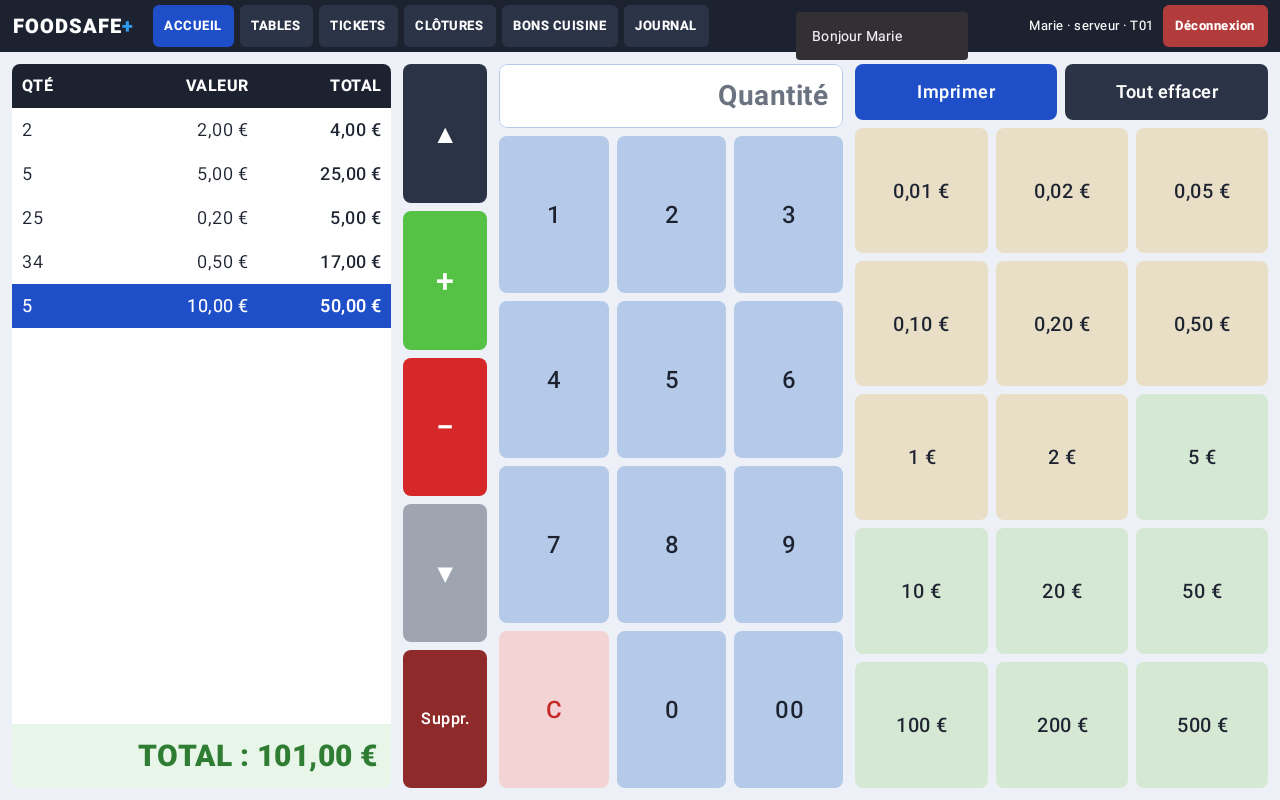 FOODSAFE+ ACCUEIL TABLES TICKETS CLÔTURES BONS CUISINE JOURNAL Bonjour Marie Marie · serveur · T01 Déconnexion
QTÉ VALEUR TOTAL
2 2,00 € 4,00 €
5 5,00 € 25,00 €
25 0,20 € 5,00 €
34 0,50 € 17,00 €
5 10,00 € 50,00 €
TOTAL : 101,00 €
▲
+
−
▼
Suppr.
Quantité
1 2 3
4 5 6
7 8 9
C 0 00
Imprimer Tout effacer
0,01 € 0,02 € 0,05 €
0,10 € 0,20 € 0,50 €
1 € 2 € 5 €
10 € 20 € 50 €
100 € 200 € 500 €